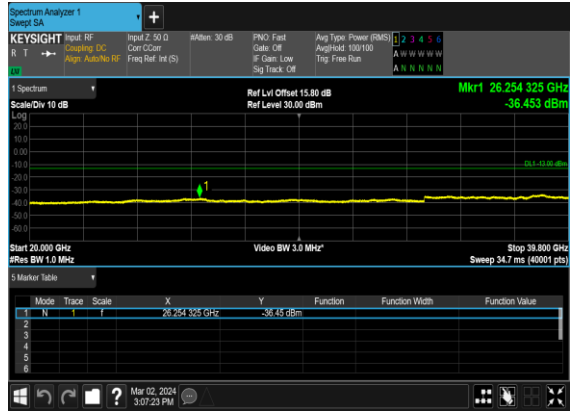 Spectrum Analyzer 1
Swept SA
KEYSIGHT Input: RF Input Z: 50 Ω #Atten: 30 dB PNO: Fast Avg Type: Power (RMS) 1 2 3 4 5 6
R T Coupling: DC Corr CCorr Gate: Off Avg|Hold: 100/100 A W W W W W
Align: Auto/No RF Freq Ref: Int (S) IF Gain: Low Trig: Free Run
Sig Track: Off A N N N N N
LW
1 Spectrum Ref Lvl Offset 15.80 dB Mkr1 26.254 325 GHz
Scale/Div 10 dB Ref Level 30.00 dBm -36.453 dBm
Log
20.0
10.0
0.00
-10.0
DL1 -13.00 dBm
-20.0
1
-30.0
-40.0
-50.0
-60.0
Start 20.000 GHz Video BW 3.0 MHz* Stop 39.800 GHz
#Res BW 1.0 MHz Sweep 34.7 ms (40001 pts)
5 Marker Table
Mode Trace Scale X Y Function Function Width Function Value
1 N 1 f 26.254 325 GHz -36.45 dBm
2
3
4
5
6
? Mar 02, 2024
3:07:23 PM